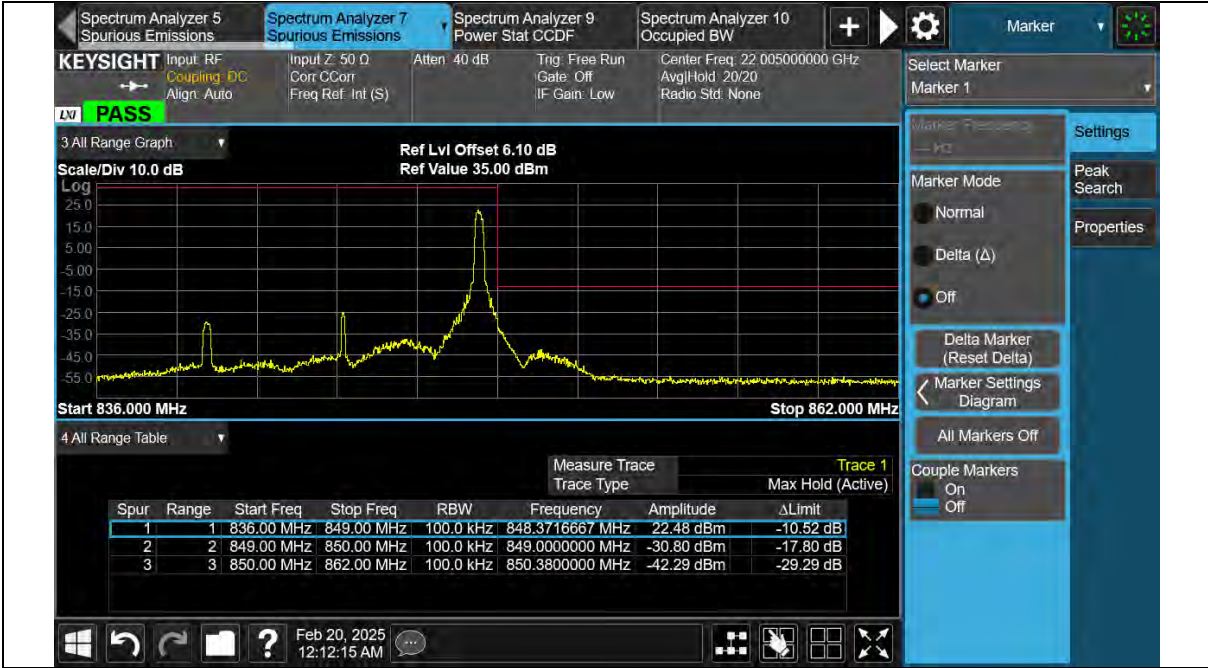 Spectrum Analyzer 5
Spurious Emissions
Spectrum Analyzer 7
Spurious Emissions
Spectrum Analyzer 9
Power Stat CCDF
Spectrum Analyzer 10
Occupied BW
Marker
KEYSIGHT
Input: RF
Coupling: DC
Align: Auto
Input Z: 50 Ω
Corr CCorr
Freq Ref: Int (S)
Atten: 40 dB
Trig: Free Run
Gate: Off
IF Gain: Low
Center Freq: 22.005000000 GHz
Avg|Hold: 20/20
Radio Std: None
LXI
PASS
Select Marker
Marker 1
3 All Range Graph
Ref Lvl Offset 6.10 dB
Scale/Div 10.0 dB
Ref Value 35.00 dBm
Log
25.0
15.0
5.00
-5.00
-15.0
-25.0
-35.0
-45.0
-55.0
Start 836.000 MHz
Stop 862.000 MHz
Marker Frequency
--- Hz
Marker Mode
Normal
Delta (Δ)
Off
Delta Marker
(Reset Delta)
Marker Settings
Diagram
All Markers Off
Couple Markers
On
Off
Settings
Peak
Search
Properties
4 All Range Table
Measure Trace Trace 1
Trace Type Max Hold (Active)
Spur Range Start Freq Stop Freq RBW Frequency Amplitude ΔLimit
1 1 836.00 MHz 849.00 MHz 100.0 kHz 848.3716667 MHz 22.48 dBm -10.52 dB
2 2 849.00 MHz 850.00 MHz 100.0 kHz 849.0000000 MHz -30.80 dBm -17.80 dB
3 3 850.00 MHz 862.00 MHz 100.0 kHz 850.3800000 MHz -42.29 dBm -29.29 dB
?
Feb 20, 2025
12:12:15 AM